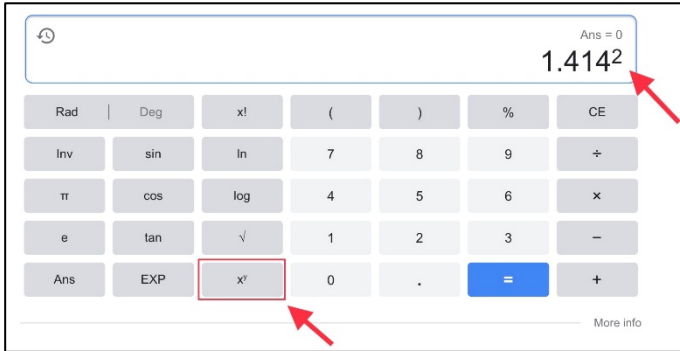 Ans = 0
1.414²
Rad | Deg x! ( ) % CE
Inv sin ln 7 8 9 ÷
π cos log 4 5 6 ×
e tan √ 1 2 3 −
Ans EXP xʸ 0 . = +
More info